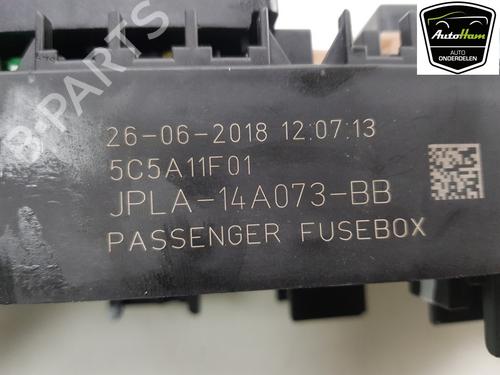 AutoHam
AUTO
ONDERDELEN
B-PARTS
26-06-2018 12:07:13
5C5A11F01
JPLA-14A073-BB
PASSENGER FUSEBOX